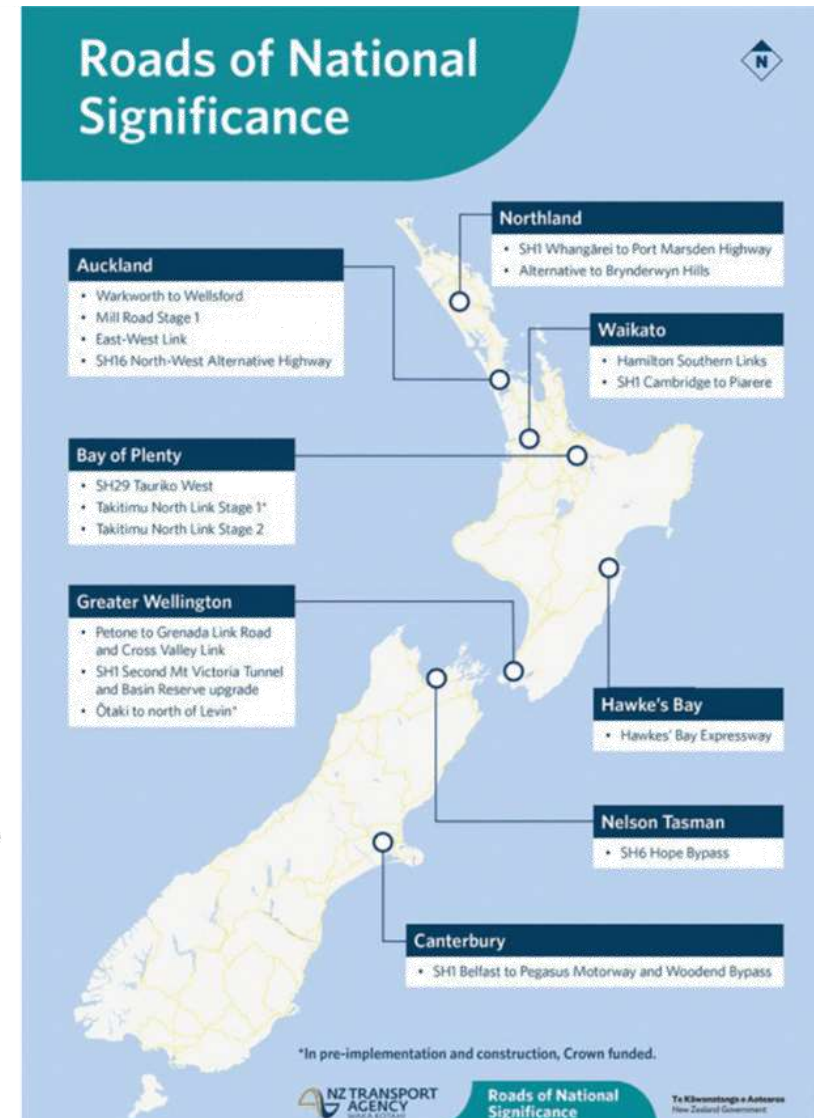 Roads of National
Significance
N
Northland
• SH1 Whangārei to Port Marsden Highway
• Alternative to Brynderwyn Hills
Auckland
• Warkworth to Wellsford
• Mill Road Stage 1
• East-West Link
• SH16 North-West Alternative Highway
Waikato
• Hamilton Southern Links
• SH1 Cambridge to Piarere
Bay of Plenty
• SH29 Tauriko West
• Takitimu North Link Stage 1*
• Takitimu North Link Stage 2
Greater Wellington
• Petone to Grenada Link Road
and Cross Valley Link
• SH1 Second Mt Victoria Tunnel
and Basin Reserve upgrade
• Ōtaki to north of Levin*
Hawke's Bay
• Hawkes' Bay Expressway
Nelson Tasman
• SH6 Hope Bypass
Canterbury
• SH1 Belfast to Pegasus Motorway and Woodend Bypass
*In pre-implementation and construction, Crown funded.
NZ TRANSPORT
AGENCY
WAKA KOTAHI
Roads of National
Significance
Te Kāwanatanga o Aotearoa
New Zealand Government